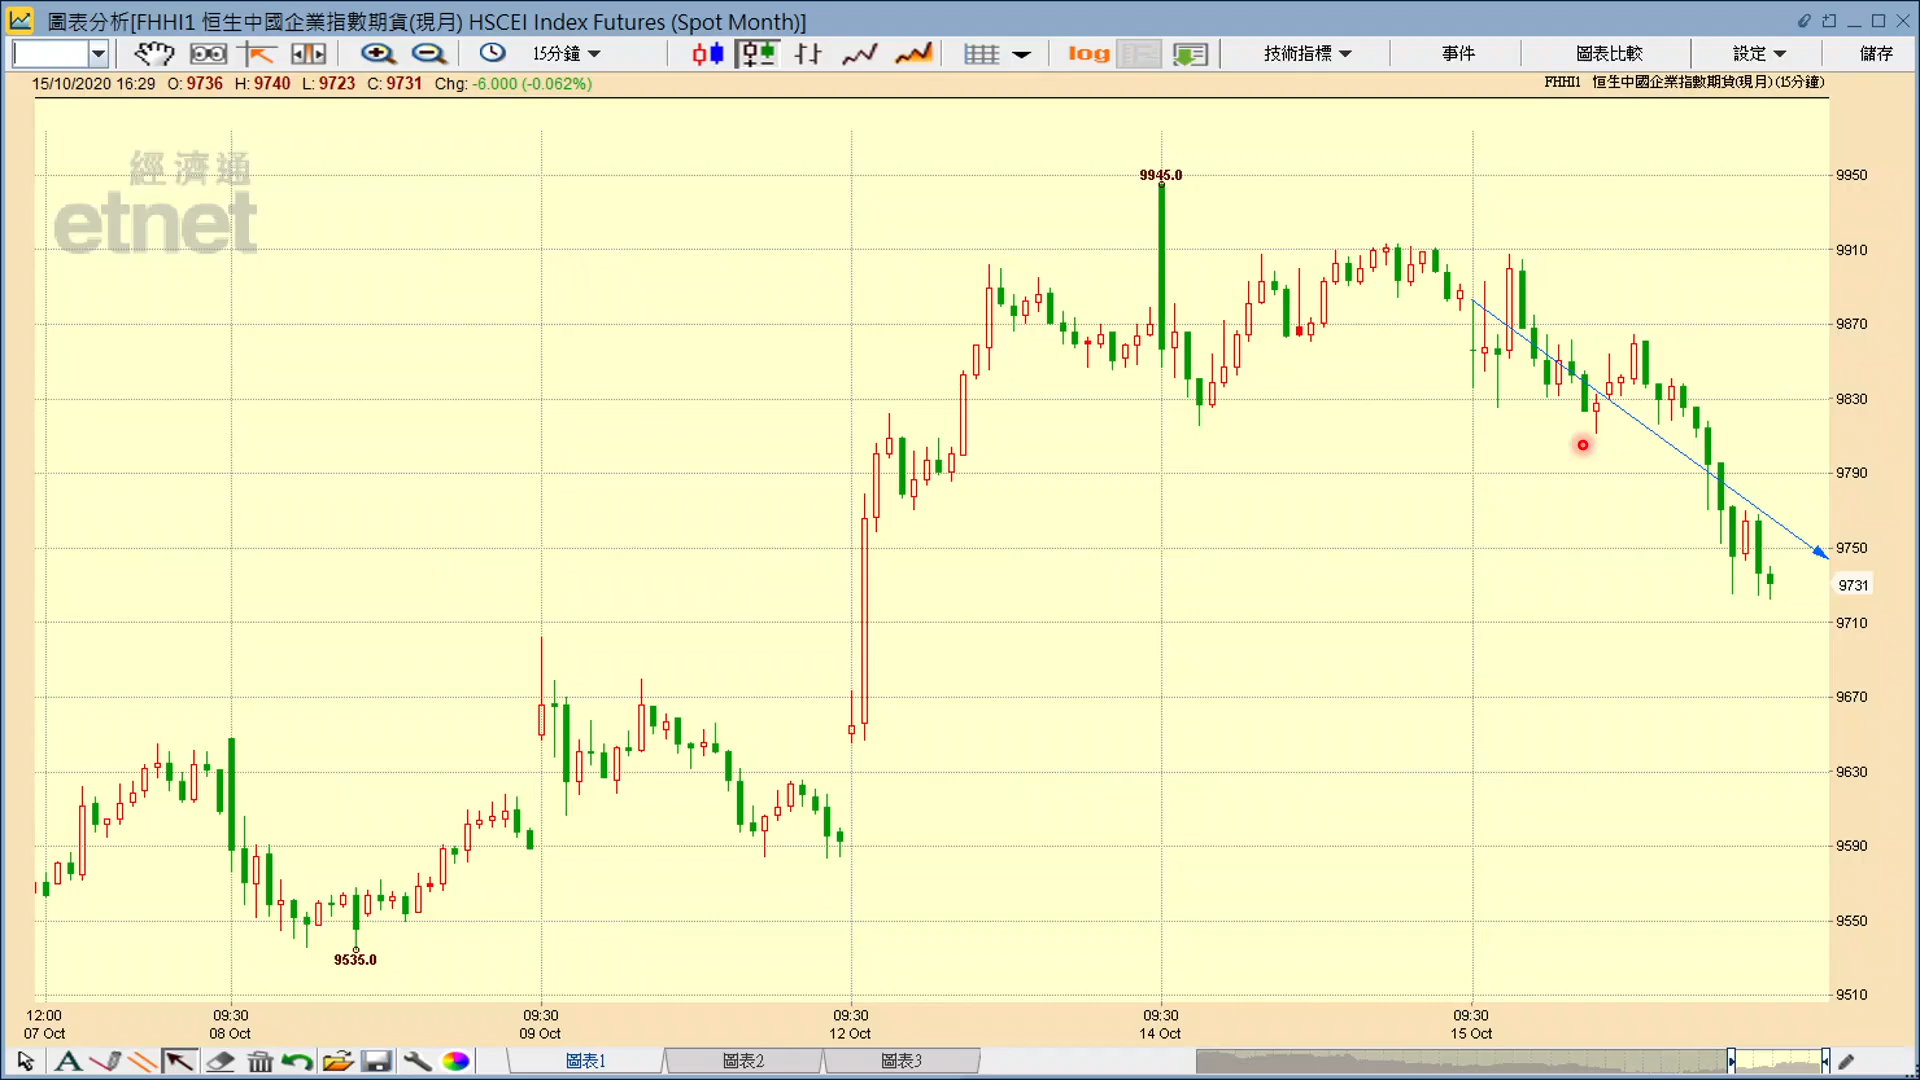 圖表分析[FHHI1 恒生中國企業指數期貨(現月) HSCEI Index Futures (Spot Month)]
15分鐘
log
技術指標
事件
圖表比較
設定
儲存
15/10/2020 16:29 O: 9736 H: 9740 L: 9723 C: 9731 Chg: -6.000 (-0.062%)
FHHI1 恒生中國企業指數期貨(現月) (15分鐘)
經濟通
etnet
9945.0
9535.0
9950
9910
9870
9830
9790
9750
9731
9710
9670
9630
9590
9550
9510
12:00
07 Oct
09:30
08 Oct
09:30
09 Oct
09:30
12 Oct
09:30
14 Oct
09:30
15 Oct
A
圖表1
圖表2
圖表3